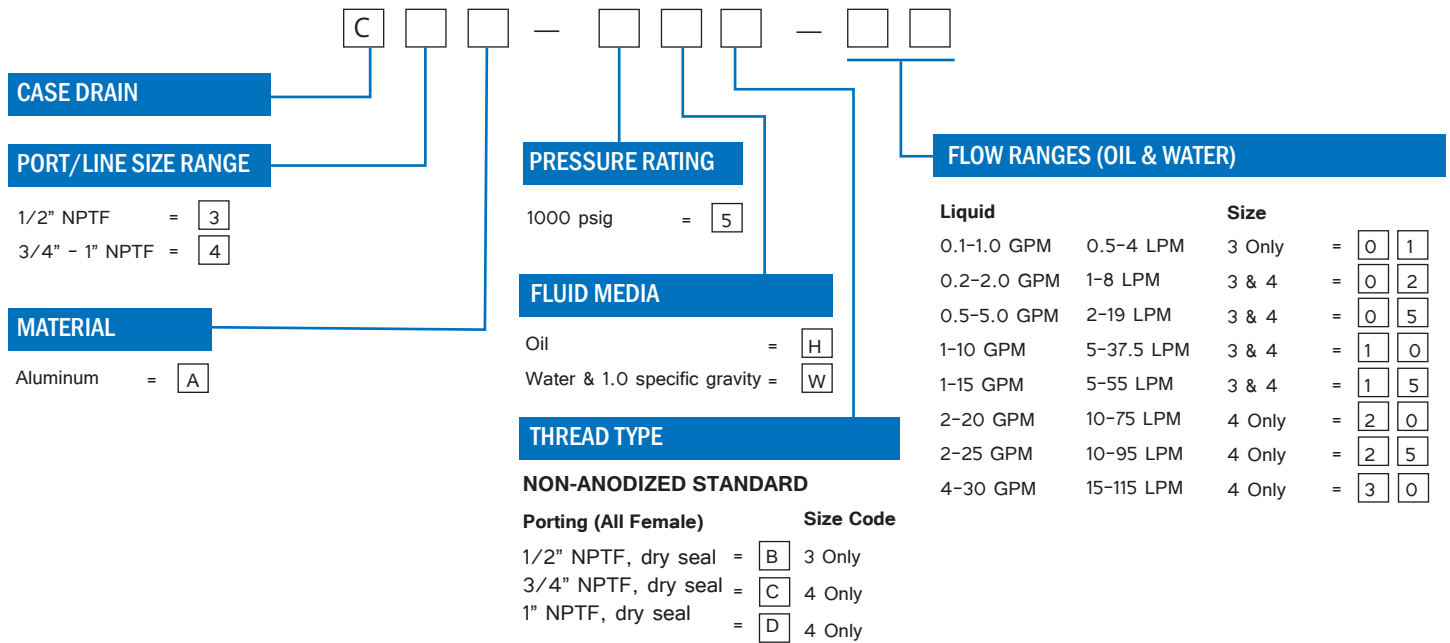 C — —
CASE DRAIN
PORT/LINE SIZE RANGE
1/2" NPTF = 3
3/4" - 1" NPTF = 4
MATERIAL
Aluminum = A
PRESSURE RATING
1000 psig = 5
FLUID MEDIA
Oil = H
Water & 1.0 specific gravity = W
THREAD TYPE
NON-ANODIZED STANDARD
Porting (All Female) Size Code
1/2" NPTF, dry seal = B 3 Only
3/4" NPTF, dry seal = C 4 Only
1" NPTF, dry seal = D 4 Only
FLOW RANGES (OIL & WATER)
Liquid Size
0.1-1.0 GPM 0.5-4 LPM 3 Only = 0 1
0.2-2.0 GPM 1-8 LPM 3 & 4 = 0 2
0.5-5.0 GPM 2-19 LPM 3 & 4 = 0 5
1-10 GPM 5-37.5 LPM 3 & 4 = 1 0
1-15 GPM 5-55 LPM 3 & 4 = 1 5
2-20 GPM 10-75 LPM 4 Only = 2 0
2-25 GPM 10-95 LPM 4 Only = 2 5
4-30 GPM 15-115 LPM 4 Only = 3 0